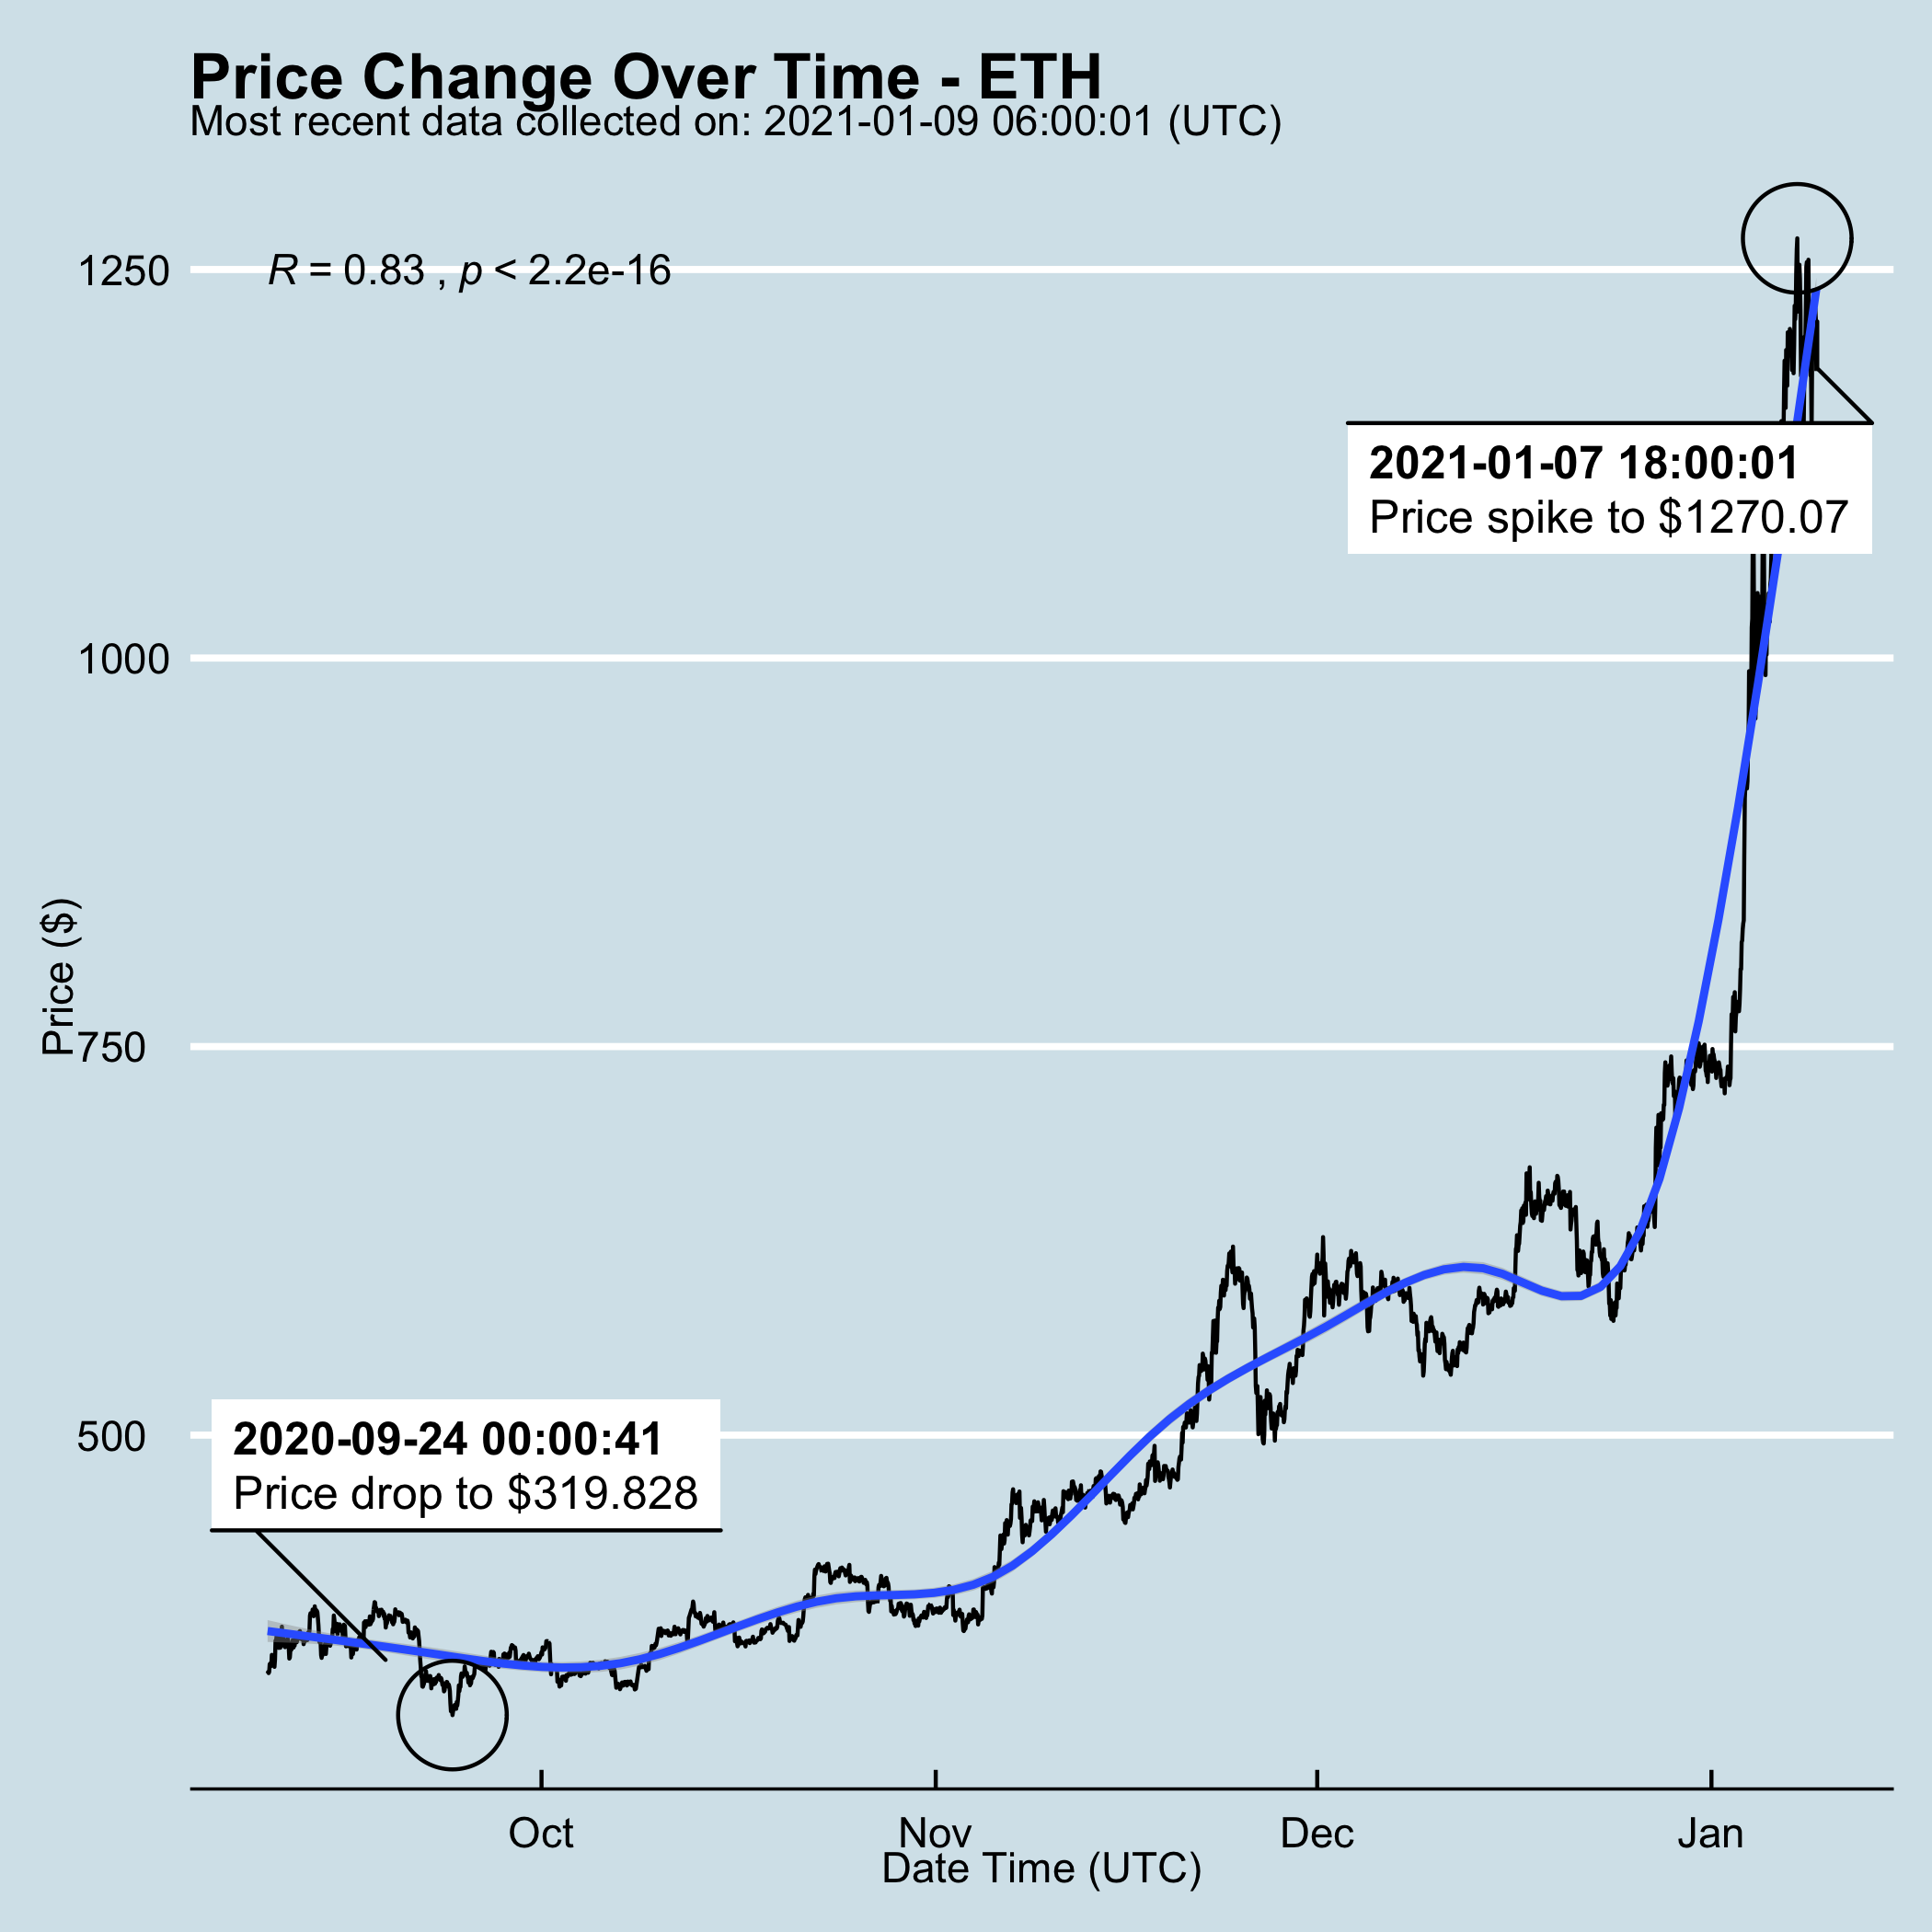 Price Change Over Time - ETH
Most recent data collected on: 2021-01-09 06:00:01 (UTC)
R = 0.83 , p < 2.2e-16
1250
1000
750
500
Price ($)
2021-01-07 18:00:01
Price spike to $1270.07
2020-09-24 00:00:41
Price drop to $319.828
Oct
Nov
Dec
Jan
Date Time (UTC)